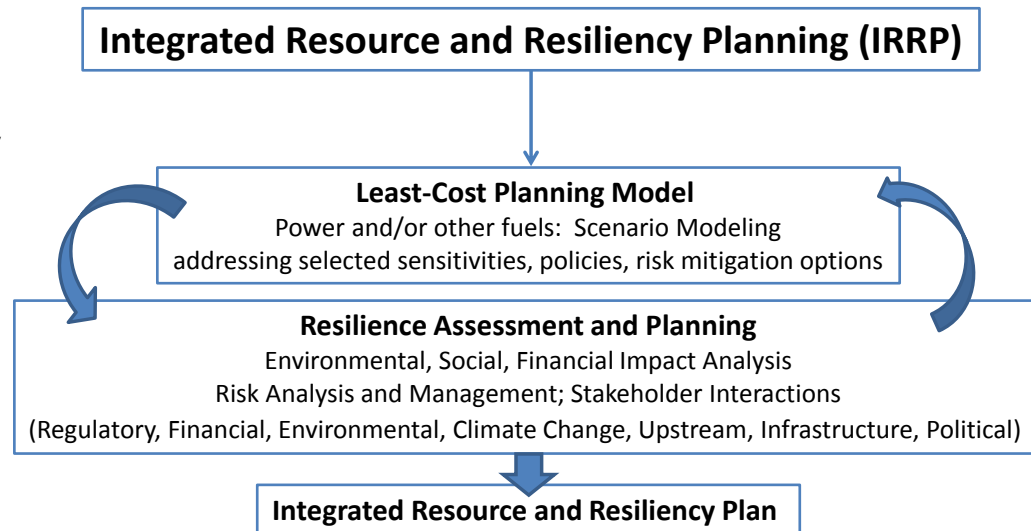 Integrated Resource and Resiliency Planning (IRRP)
Least-Cost Planning Model
Power and/or other fuels: Scenario Modeling
addressing selected sensitivities, policies, risk mitigation options
Resilience Assessment and Planning
Environmental, Social, Financial Impact Analysis
Risk Analysis and Management; Stakeholder Interactions
(Regulatory, Financial, Environmental, Climate Change, Upstream, Infrastructure, Political)
Integrated Resource and Resiliency Plan